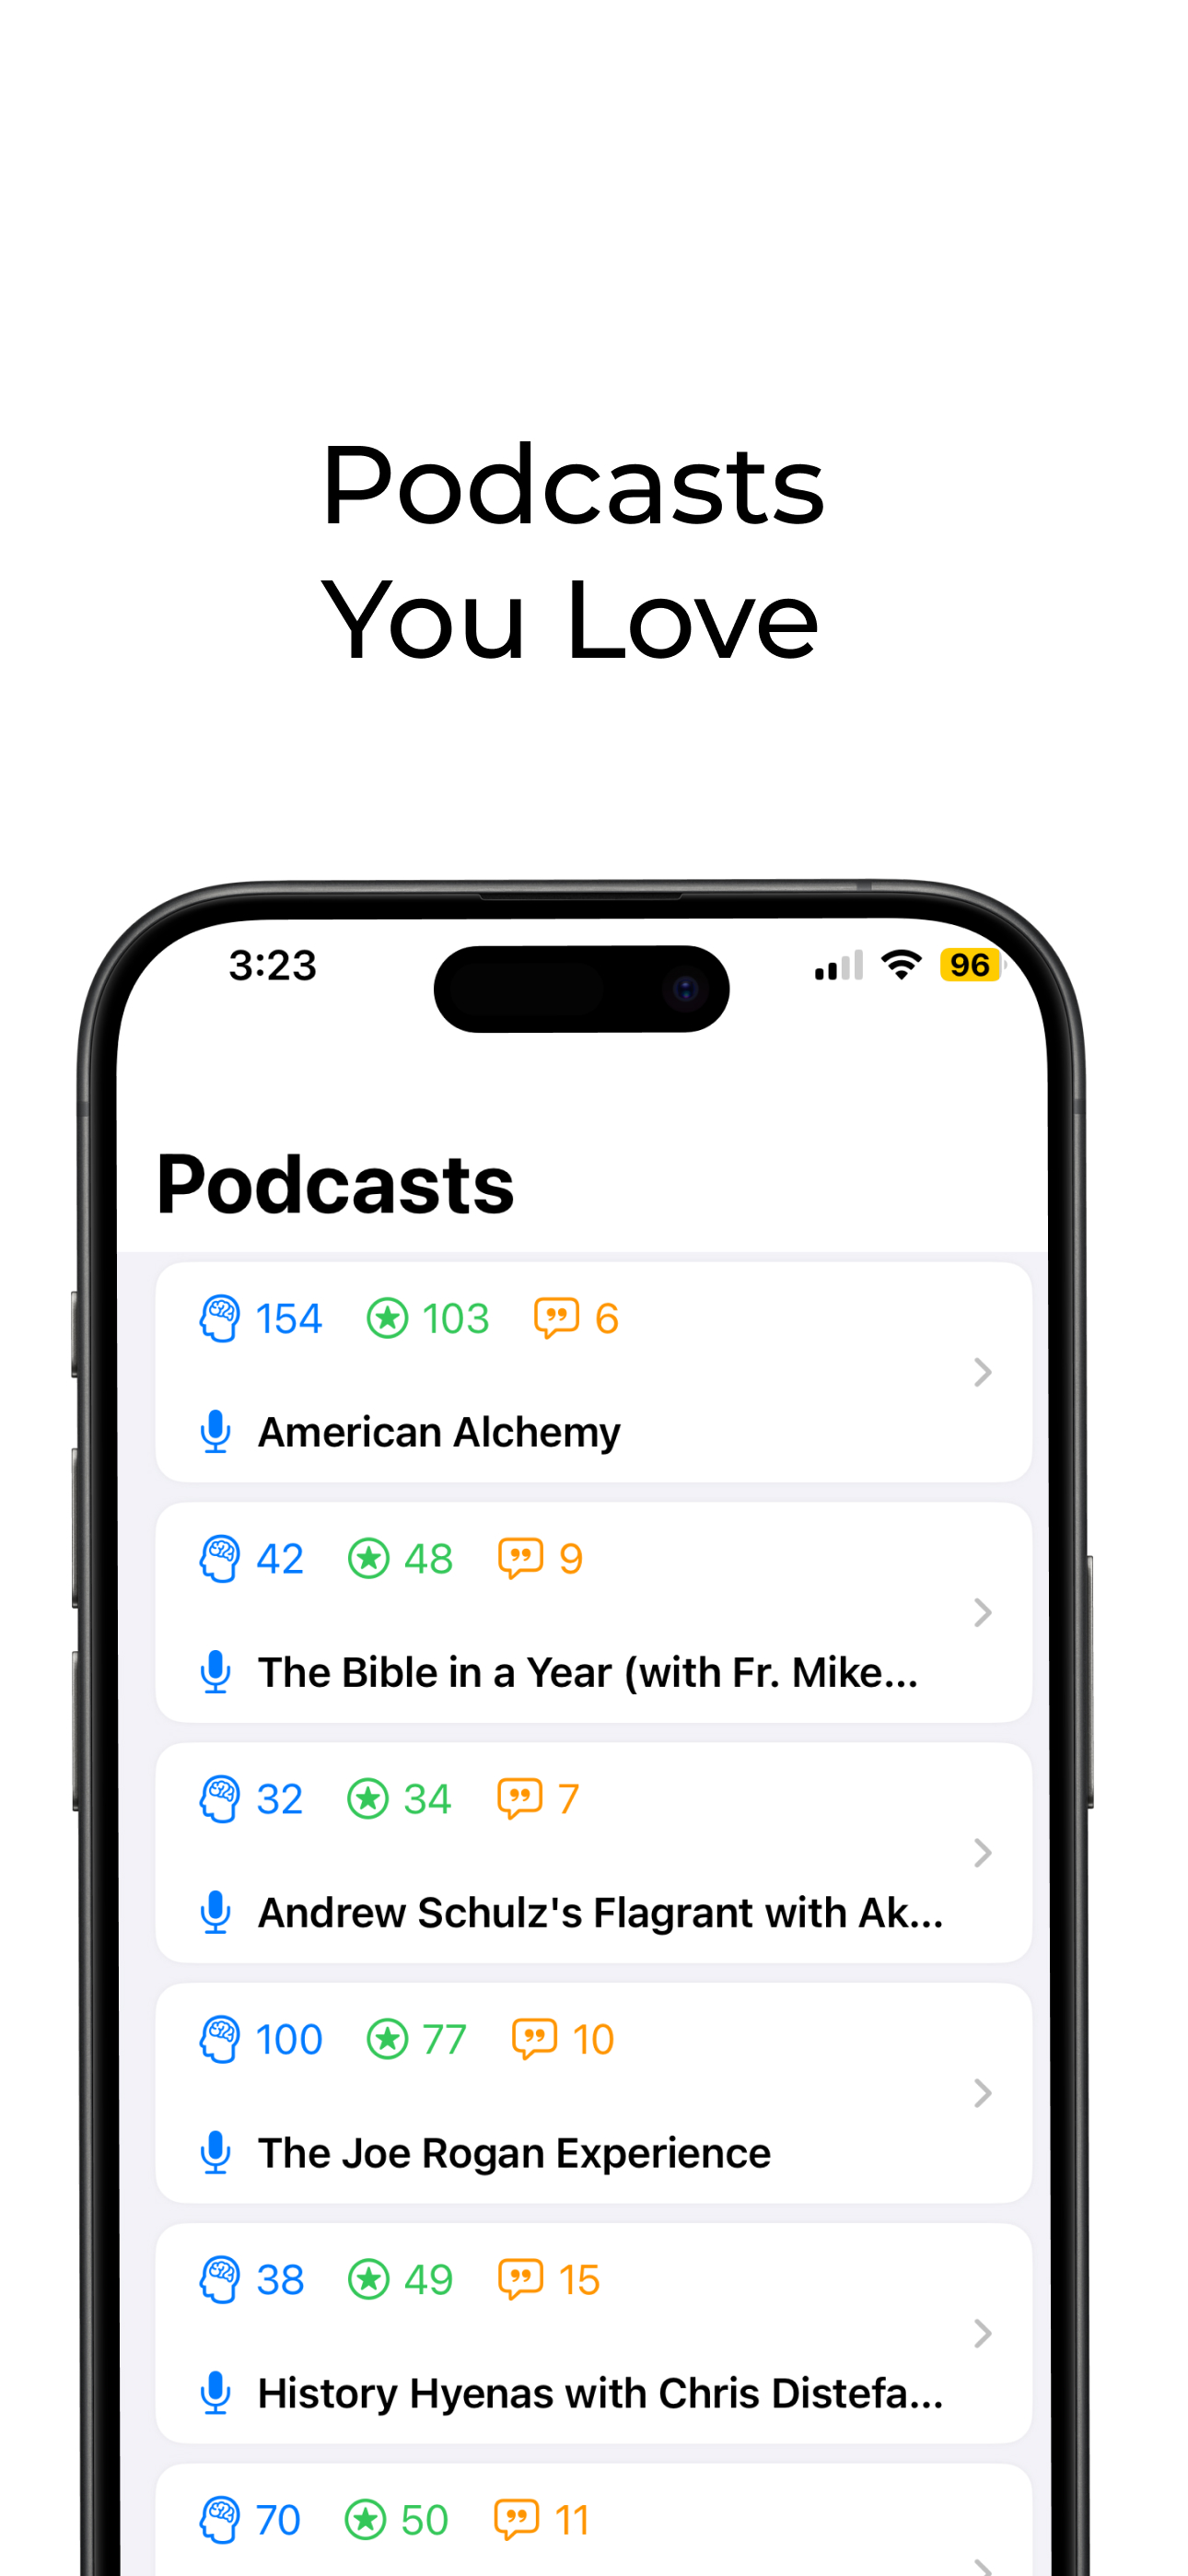 Podcasts
You Love
3:23 96
Podcasts
154 103 6
American Alchemy
42 48 9
The Bible in a Year (with Fr. Mike...
32 34 7
Andrew Schulz's Flagrant with Ak...
100 77 10
The Joe Rogan Experience
38 49 15
History Hyenas with Chris Distefa...
70 50 11